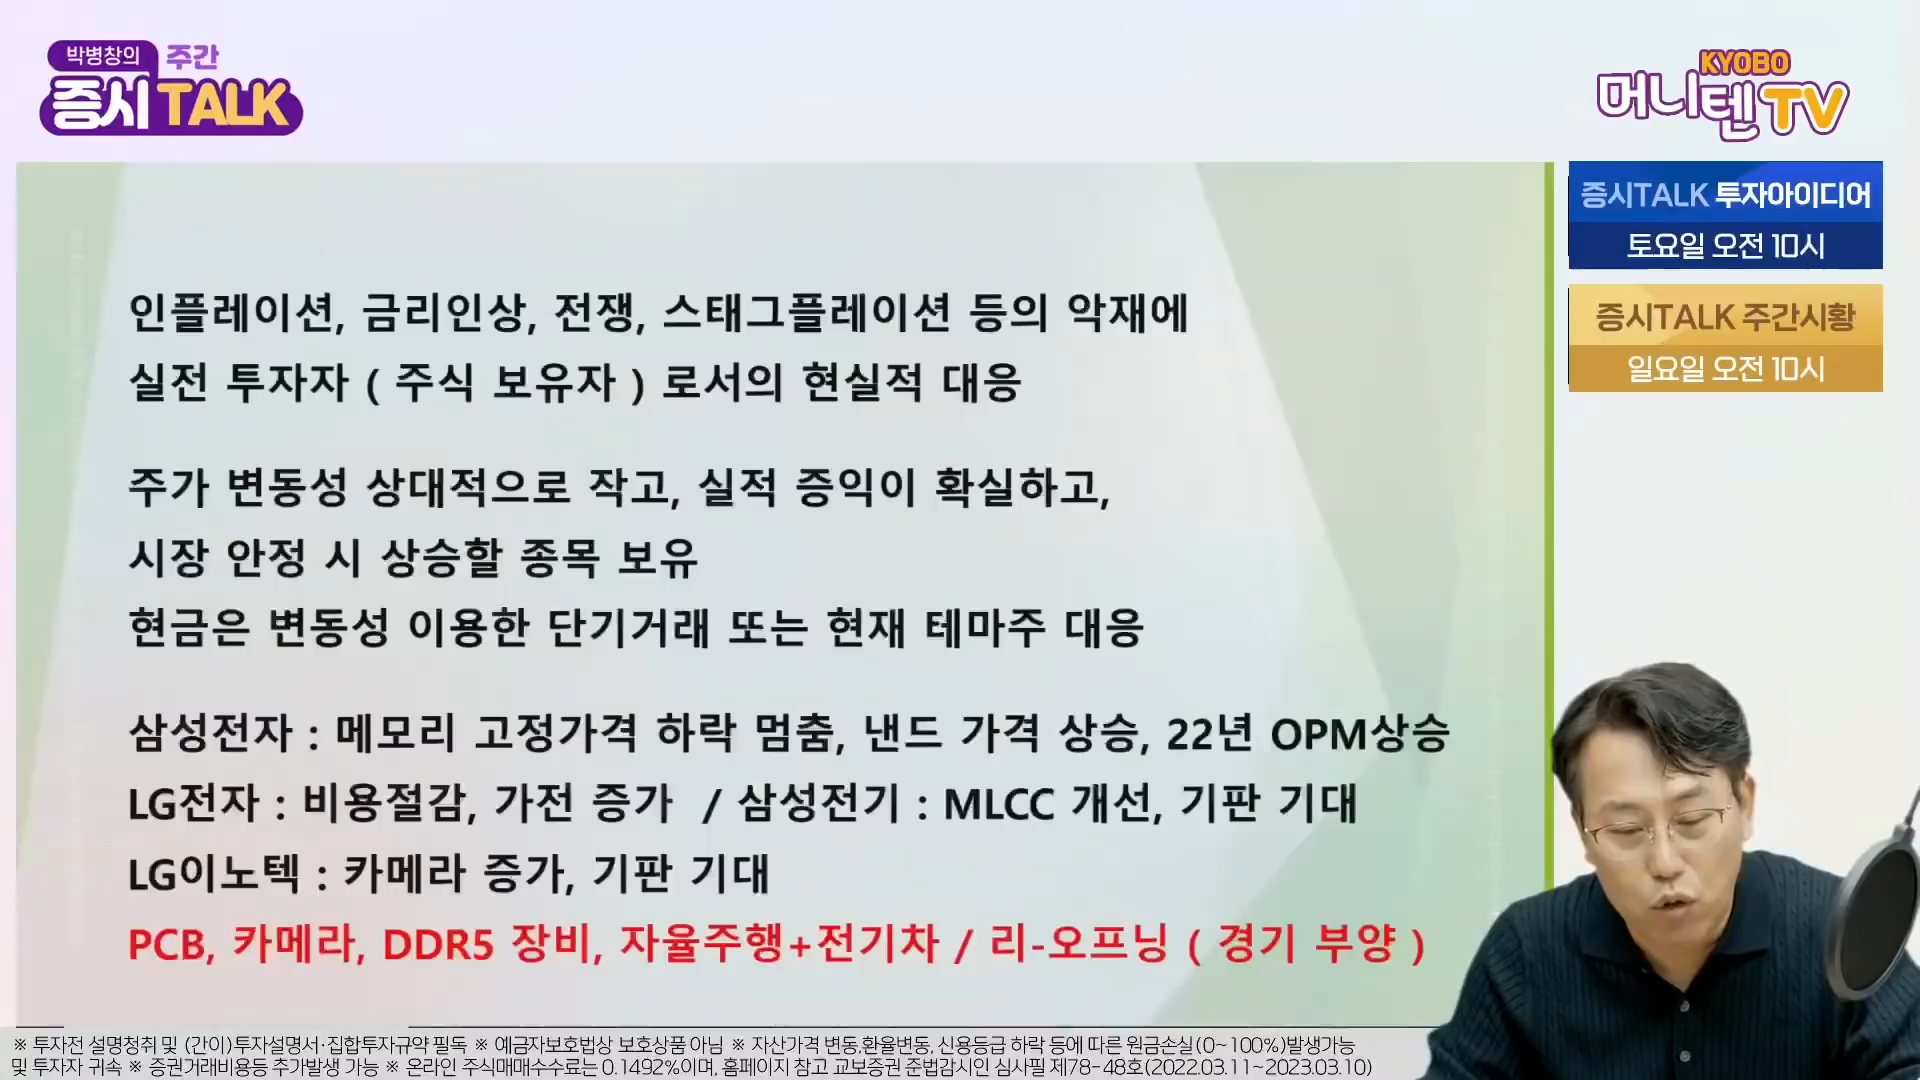 박병창의 주간
증시 TALK
KYOBO
머니텐 TV
증시TALK 투자아이디어
토요일 오전 10시
증시TALK 주간시황
일요일 오전 10시
인플레이션, 금리인상, 전쟁, 스태그플레이션 등의 악재에
실전 투자자 ( 주식 보유자 ) 로서의 현실적 대응
주가 변동성 상대적으로 작고, 실적 증익이 확실하고,
시장 안정 시 상승할 종목 보유
현금은 변동성 이용한 단기거래 또는 현재 테마주 대응
삼성전자 : 메모리 고정가격 하락 멈춤, 낸드 가격 상승, 22년 OPM상승
LG전자 : 비용절감, 가전 증가 / 삼성전기 : MLCC 개선, 기판 기대
LG이노텍 : 카메라 증가, 기판 기대
PCB, 카메라, DDR5 장비, 자율주행+전기차 / 리-오프닝 ( 경기 부양 )
※ 투자전 설명청취 및 (간이)투자설명서·집합투자규약 필독 ※ 예금자보호법상 보호상품 아님 ※ 자산가격 변동,환율변동, 신용등급 하락 등에 따른 원금손실(0~100%)발생가능
및 투자자 귀속 ※ 증권거래비용등 추가발생 가능 ※ 온라인 주식매매수수료는 0.1492%이며, 홈페이지 참고 교보증권 준법감시인 심사필 제78-48호(2022.03.11~2023.03.10)